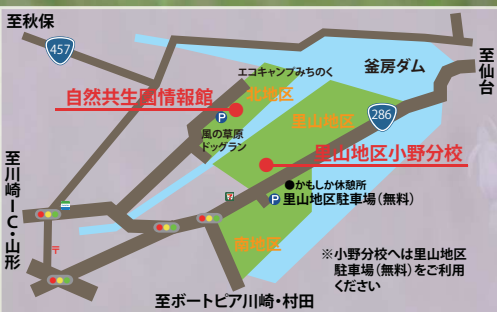 至秋保
457
エコキャンプみちのく
釜房ダム
至仙台
自然共生園情報館
北地区
P
風の草原
ドッグラン
里山地区
286
里山地区小野分校
●かもしか休憩所
P 里山地区駐車場(無料)
至川崎IC・山形
7
〒
南地区
※小野分校へは里山地区
駐車場(無料)をご利用
ください
至ボートピア川崎・村田